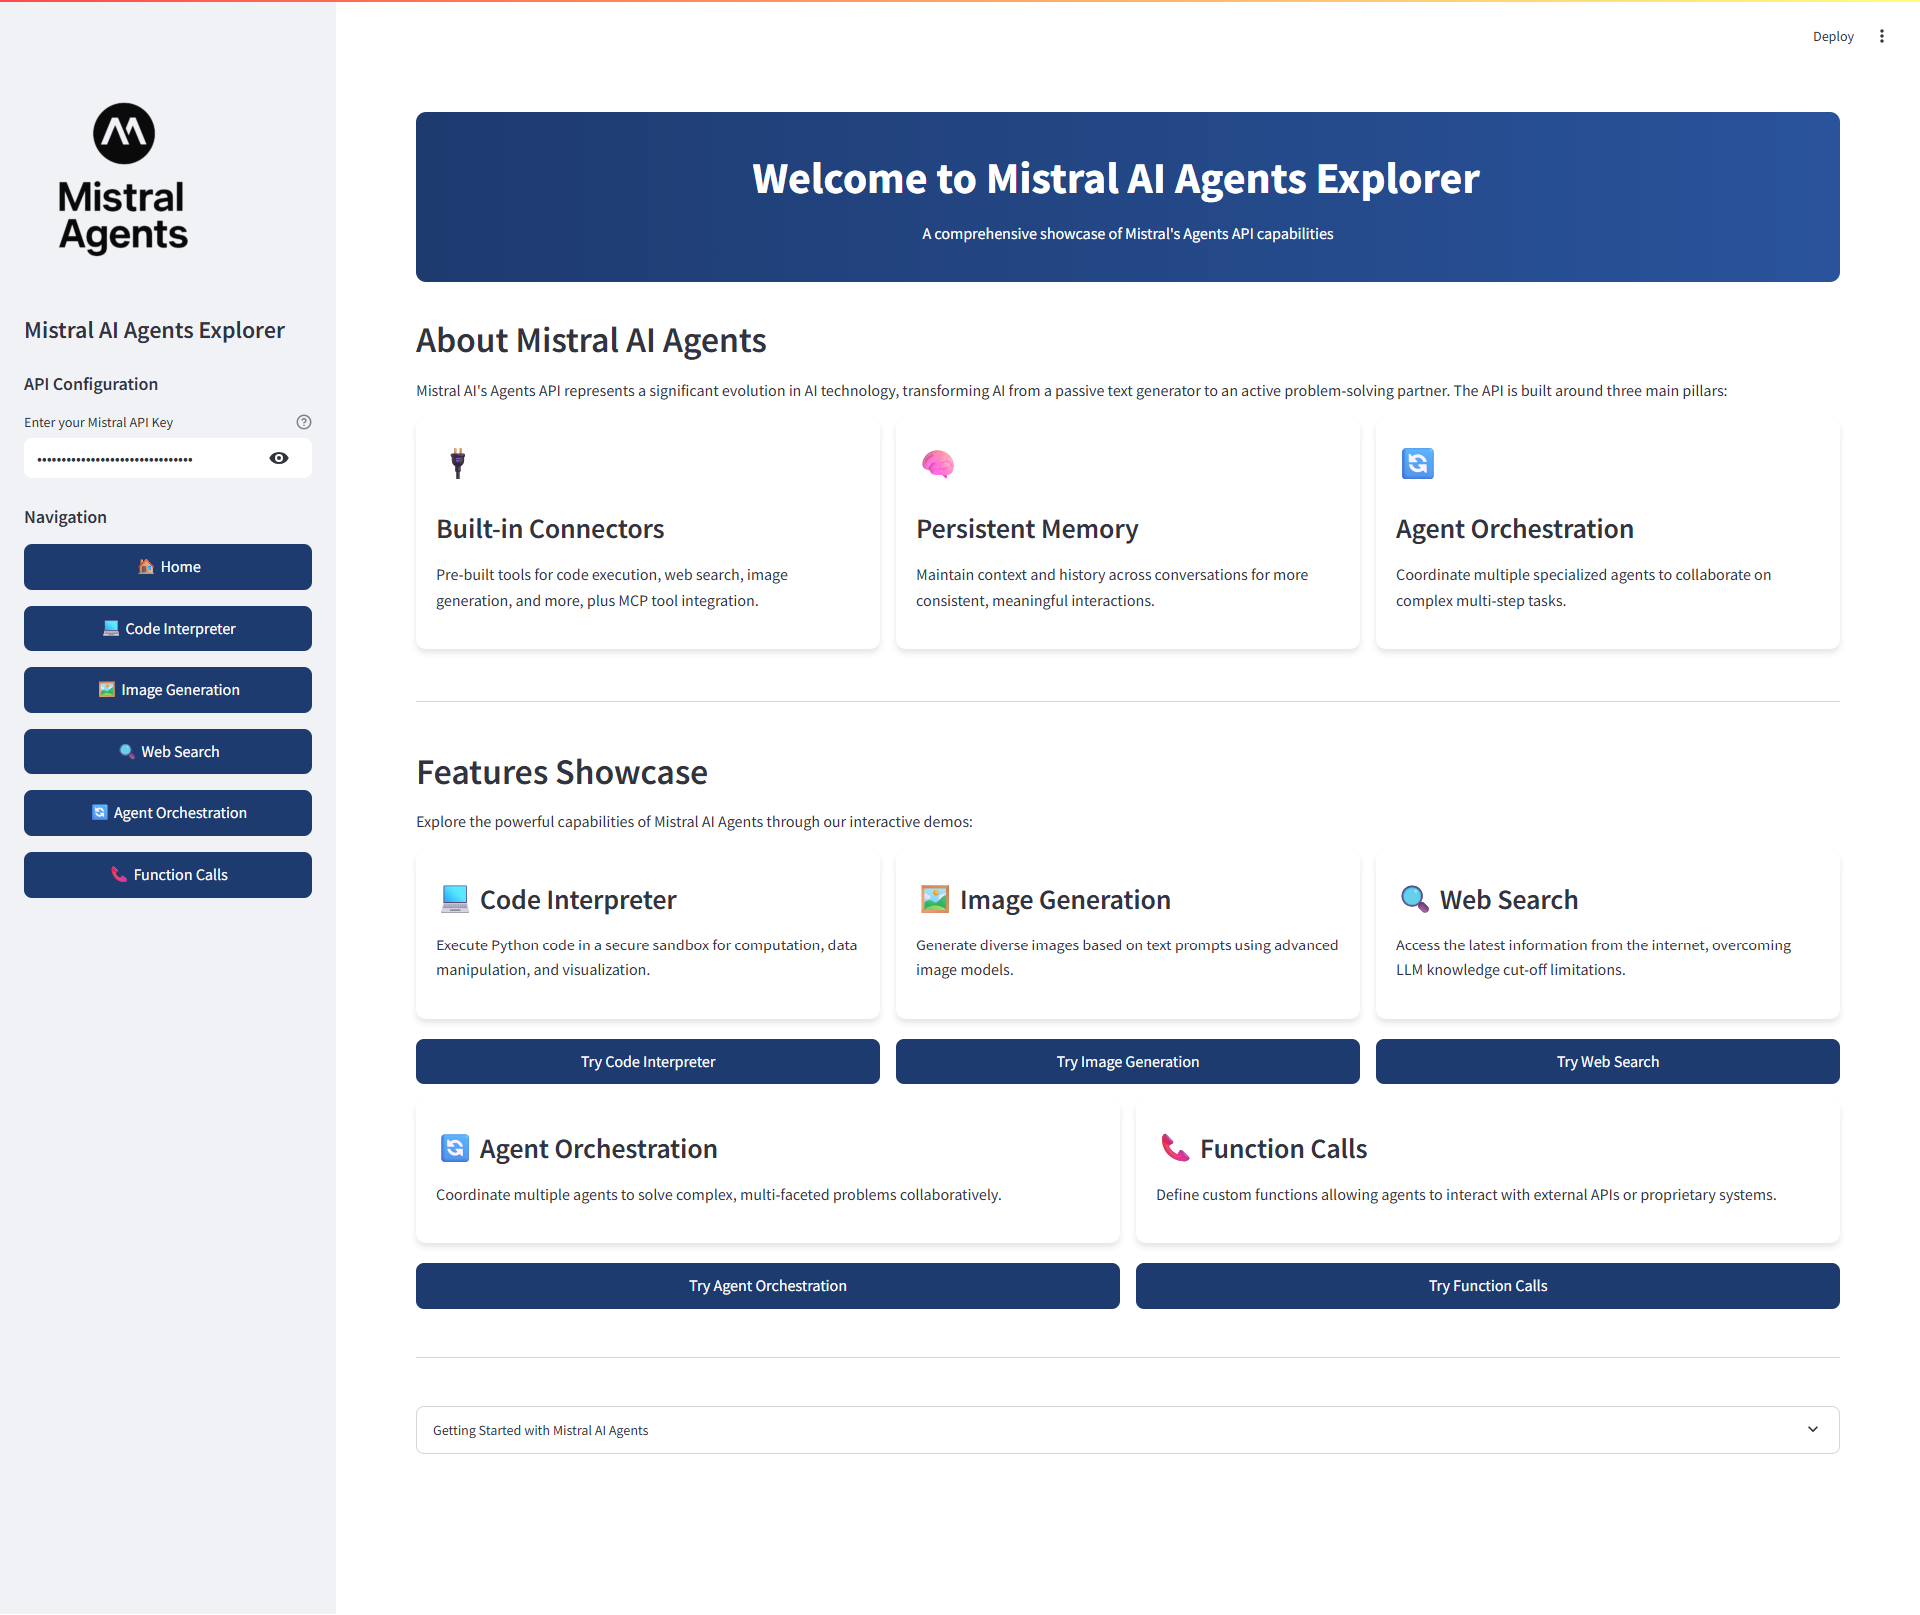 Deploy
Mistral
Agents
Mistral AI Agents Explorer
API Configuration
Enter your Mistral API Key
••••••••••••••••••••••••••••••••
Navigation
🏠 Home
💻 Code Interpreter
🖼️ Image Generation
🔍 Web Search
🔄 Agent Orchestration
📞 Function Calls
Welcome to Mistral AI Agents Explorer
A comprehensive showcase of Mistral's Agents API capabilities
About Mistral AI Agents
Mistral AI's Agents API represents a significant evolution in AI technology, transforming AI from a passive text generator to an active problem-solving partner. The API is built around three main pillars:
Built-in Connectors
Pre-built tools for code execution, web search, image
generation, and more, plus MCP tool integration.
Persistent Memory
Maintain context and history across conversations for more
consistent, meaningful interactions.
Agent Orchestration
Coordinate multiple specialized agents to collaborate on
complex multi-step tasks.
Features Showcase
Explore the powerful capabilities of Mistral AI Agents through our interactive demos:
💻 Code Interpreter
Execute Python code in a secure sandbox for computation, data
manipulation, and visualization.
Try Code Interpreter
🖼️ Image Generation
Generate diverse images based on text prompts using advanced
image models.
Try Image Generation
🔍 Web Search
Access the latest information from the internet, overcoming
LLM knowledge cut-off limitations.
Try Web Search
🔄 Agent Orchestration
Coordinate multiple agents to solve complex, multi-faceted problems collaboratively.
Try Agent Orchestration
📞 Function Calls
Define custom functions allowing agents to interact with external APIs or proprietary systems.
Try Function Calls
Getting Started with Mistral AI Agents